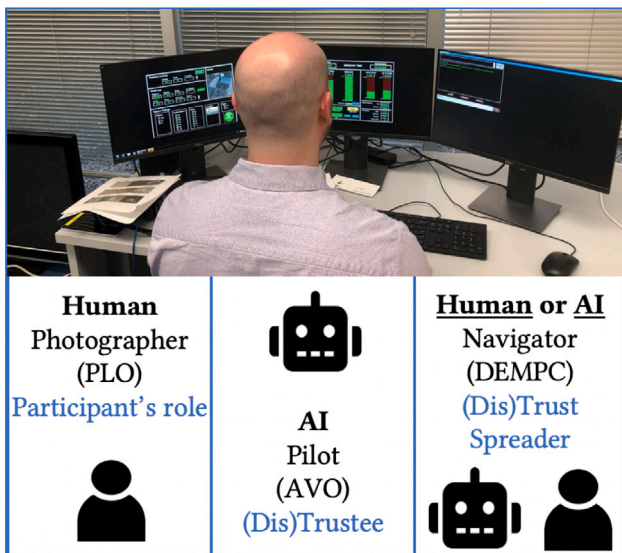 Human
Photographer
(PLO)
Participant's role
AI
Pilot
(AVO)
(Dis)Trustee
Human or AI
Navigator
(DEMPC)
(Dis)Trust
Spreader